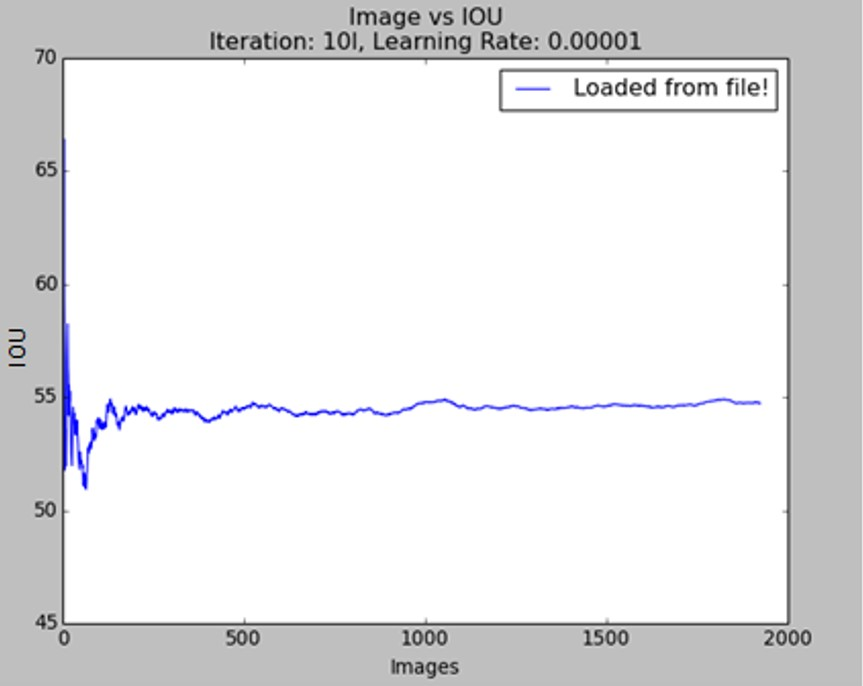 Image vs IOU
Iteration: 10l, Learning Rate: 0.00001
Loaded from file!
70
65
60
55
50
45
IOU
0 500 1000 1500 2000
Images